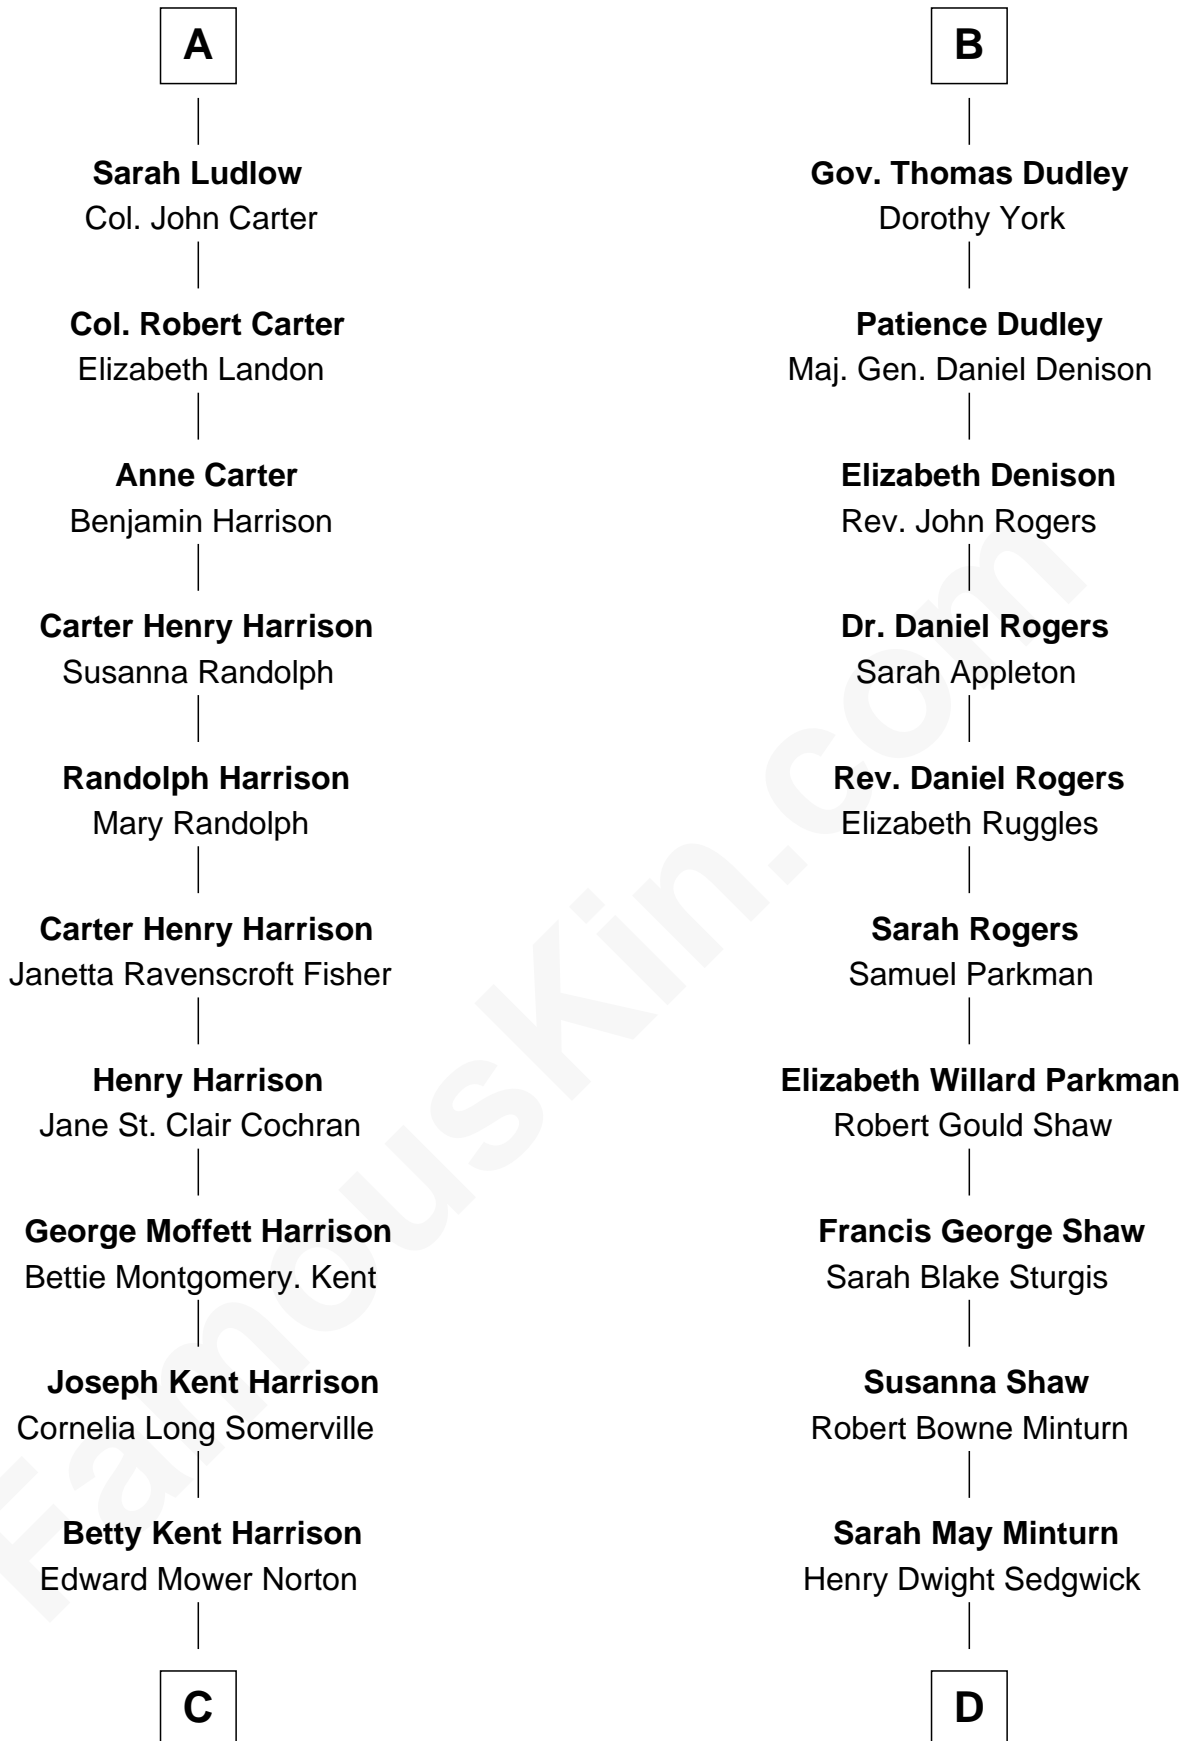 A
Sarah Ludlow
Col. John Carter
Col. Robert Carter
Elizabeth Landon
Anne Carter
Benjamin Harrison
Carter Henry Harrison
Susanna Randolph
Randolph Harrison
Mary Randolph
Carter Henry Harrison
Janetta Ravenscroft Fisher
Henry Harrison
Jane St. Clair Cochran
George Moffett Harrison
Bettie Montgomery. Kent
Joseph Kent Harrison
Cornelia Long Somerville
Betty Kent Harrison
Edward Mower Norton
C
B
Gov. Thomas Dudley
Dorothy York
Patience Dudley
Maj. Gen. Daniel Denison
Elizabeth Denison
Rev. John Rogers
Dr. Daniel Rogers
Sarah Appleton
Rev. Daniel Rogers
Elizabeth Ruggles
Sarah Rogers
Samuel Parkman
Elizabeth Willard Parkman
Robert Gould Shaw
Francis George Shaw
Sarah Blake Sturgis
Susanna Shaw
Robert Bowne Minturn
Sarah May Minturn
Henry Dwight Sedgwick
D
FamousKin.com